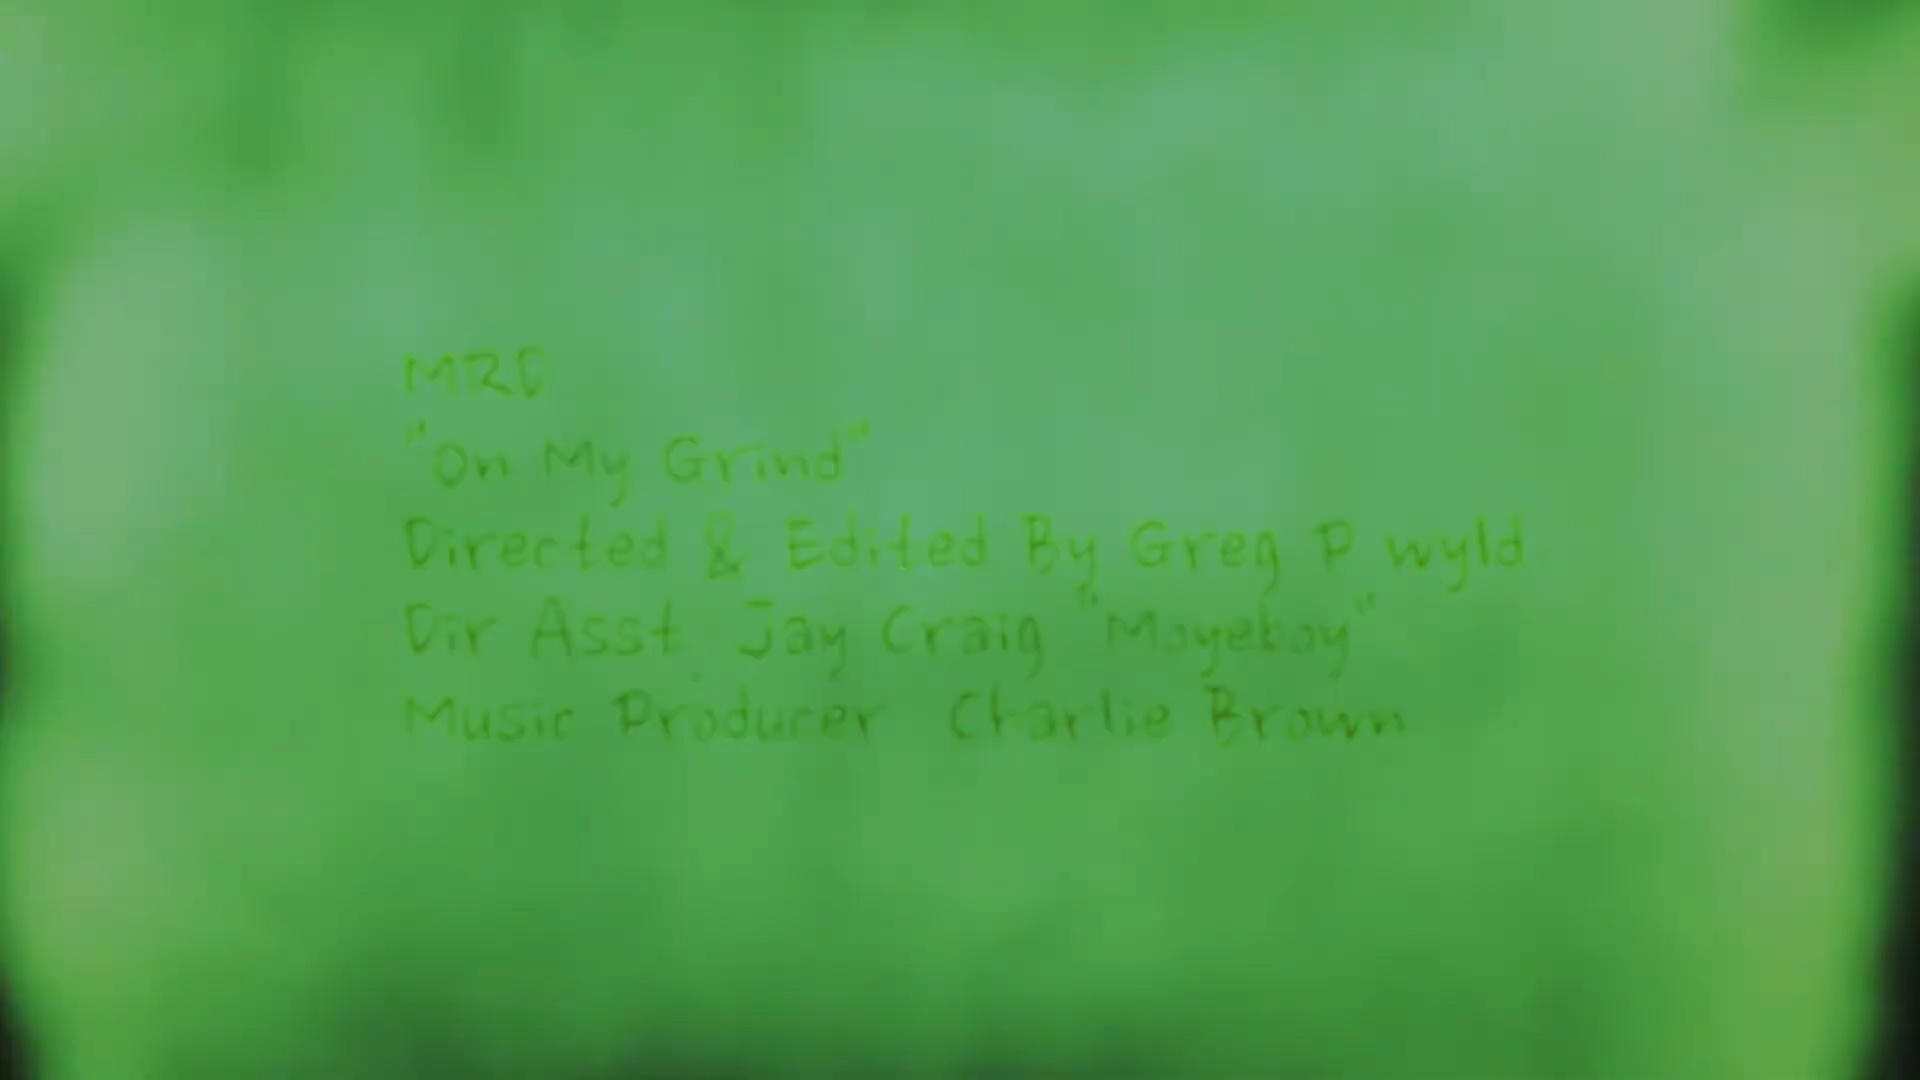 MRD
"On My Grind"
Directed & Edited By Greg P wyld
Dir Asst Jay Craig "Moyeboy"
Music Producer Charlie Brown